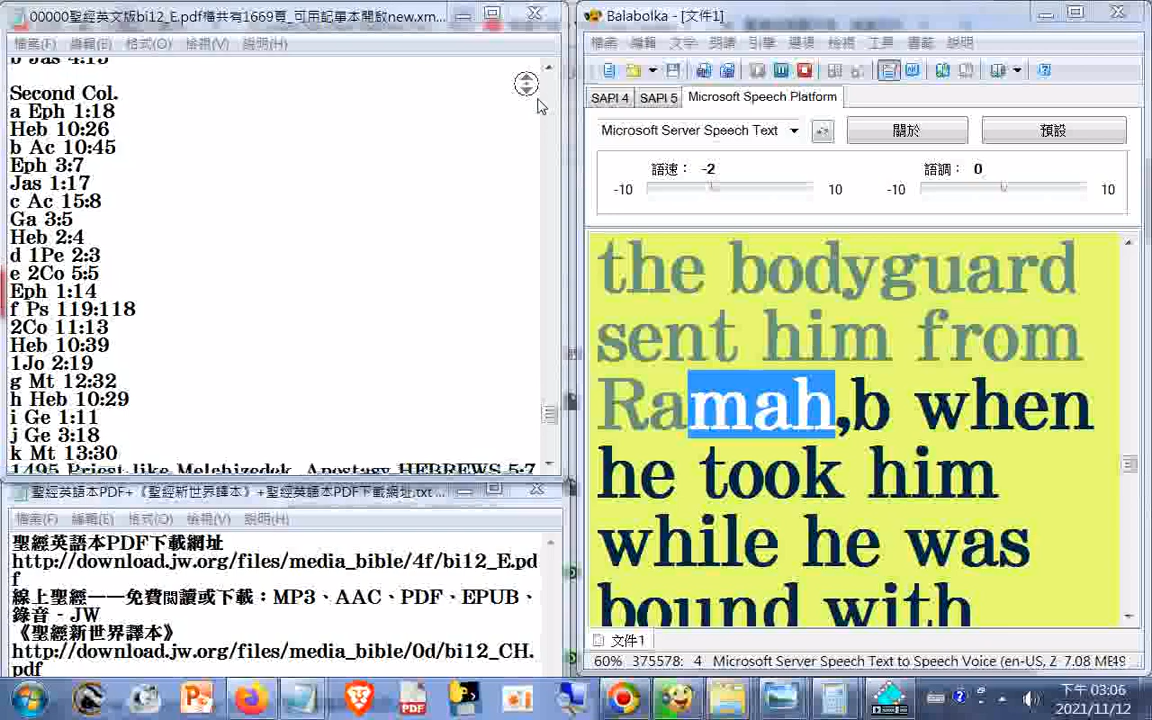 00000聖經英文版bi12_E.pdf檔共有1669頁_可用記事本開啟new.xm...
檔案(F) 編輯(E) 格式(O) 檢視(V) 說明(H)
b Jas 4:15
Second Col.
a Eph 1:18
Heb 10:26
b Ac 10:45
Eph 3:7
Jas 1:17
c Ac 15:8
Ga 3:5
Heb 2:4
d 1Pe 2:3
e 2Co 5:5
Eph 1:14
f Ps 119:118
2Co 11:13
Heb 10:39
1Jo 2:19
g Mt 12:32
h Heb 10:29
i Ge 1:11
j Ge 3:18
k Mt 13:30
1495 Priest like Melchizedek. Apostasy HEBREWS 5:7
聖經英語本PDF+《聖經新世界譯本》+聖經英語本PDF下載網址.txt ...
檔案(F) 編輯(E) 格式(O) 檢視(V) 說明(H)
聖經英語本PDF下載網址
http://download.jw.org/files/media_bible/4f/bi12_E.pd
f
線上聖經——免費閱讀或下載：MP3、AAC、PDF、EPUB、
錄音 - JW
《聖經新世界譯本》
http://download.jw.org/files/media_bible/0d/bi12_CH.
pdf
Balabolka - [文件1]
檔案 編輯 文字 朗讀 引擎 選項 檢視 工具 書籤 說明
SAPI 4 SAPI 5 Microsoft Speech Platform
Microsoft Server Speech Text 關於 預設
語速： -2 語調： 0
-10 10 -10 10
the bodyguard
sent him from
Ramah,b when
he took him
while he was
bound with
文件1
60% 375578: 4 Microsoft Server Speech Text to Speech Voice (en-US, Z 7.08 ME
PDF
下午 03:06
2021/11/12